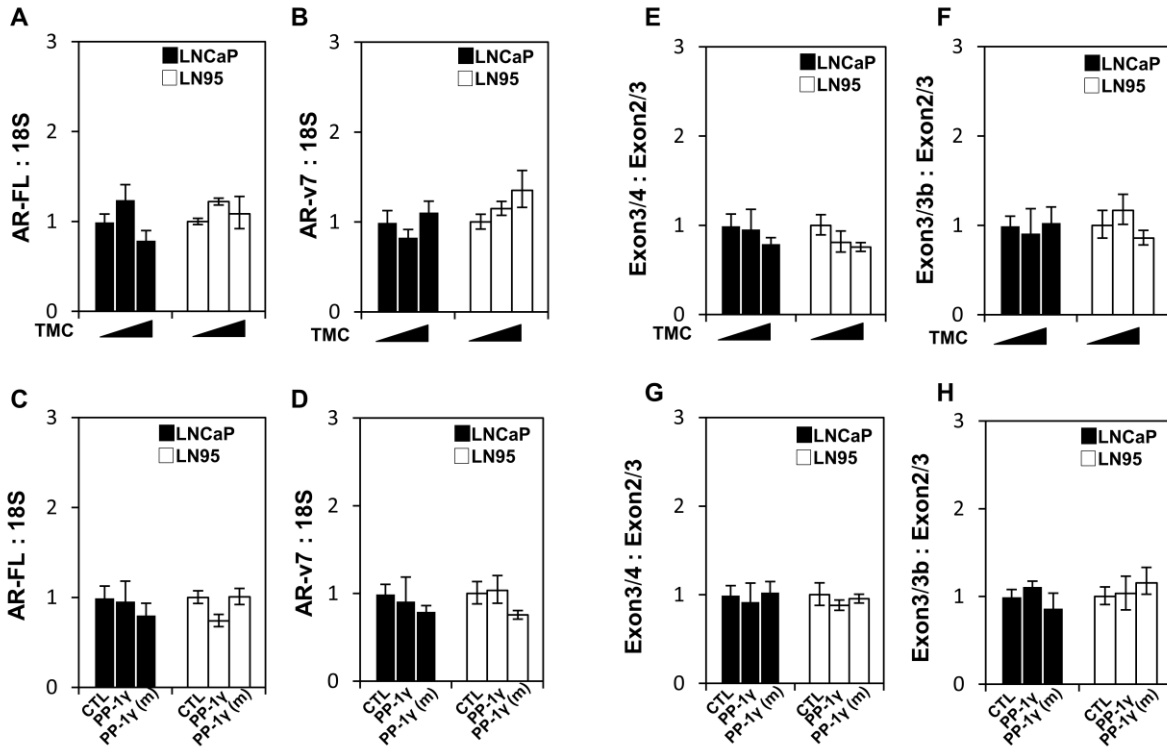 A
3
2
1
0
AR-FL : 18S
LNCaP
LN95
TMC
B
3
2
1
0
AR-v7 : 18S
LNCaP
LN95
E
3
2
1
0
Exon3/4 : Exon2/3
LNCaP
LN95
TMC
F
3
2
1
0
Exon3/3b : Exon2/3
LNCaP
LN95
TMC
C
3
2
1
0
AR-FL : 18S
LNCaP
LN95
CTL
PP-1γ
PP-1γ (m)
CTL
PP-1γ
PP-1γ (m)
D
3
2
1
0
AR-v7 : 18S
LNCaP
LN95
CTL
PP-1γ
PP-1γ (m)
CTL
PP-1γ
PP-1γ (m)
G
3
2
1
0
Exon3/4 : Exon2/3
LNCaP
LN95
CTL
PP-1γ
PP-1γ (m)
CTL
PP-1γ
PP-1γ (m)
H
3
2
1
0
Exon3/3b : Exon2/3
LNCaP
LN95
CTL
PP-1γ
PP-1γ (m)
CTL
PP-1γ
PP-1γ (m)